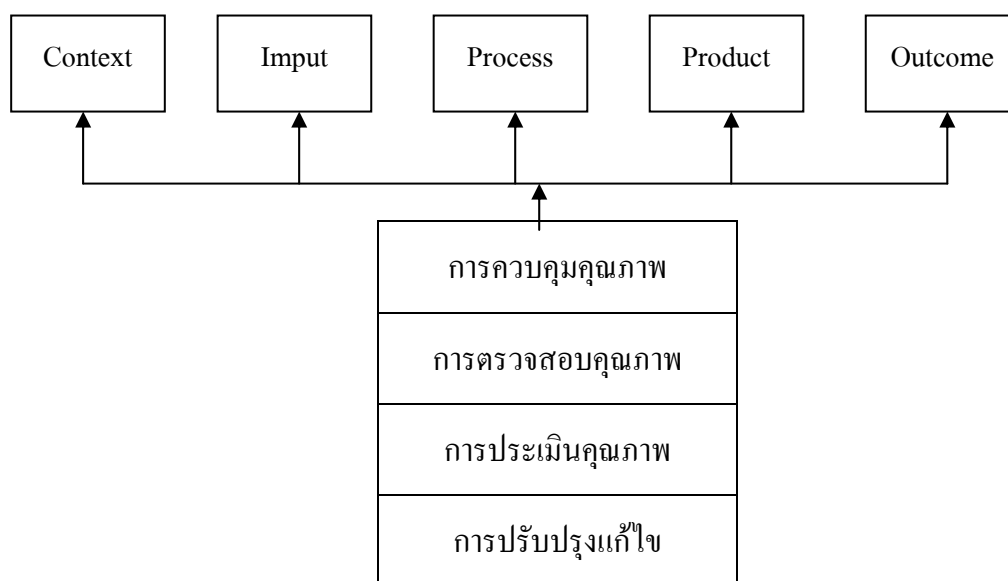 Context
Imput
Process
Product
Outcome
การควบคุมคุณภาพ
การตรวจสอบคุณภาพ
การประเมินคุณภาพ
การปรับปรุงแก้ไข